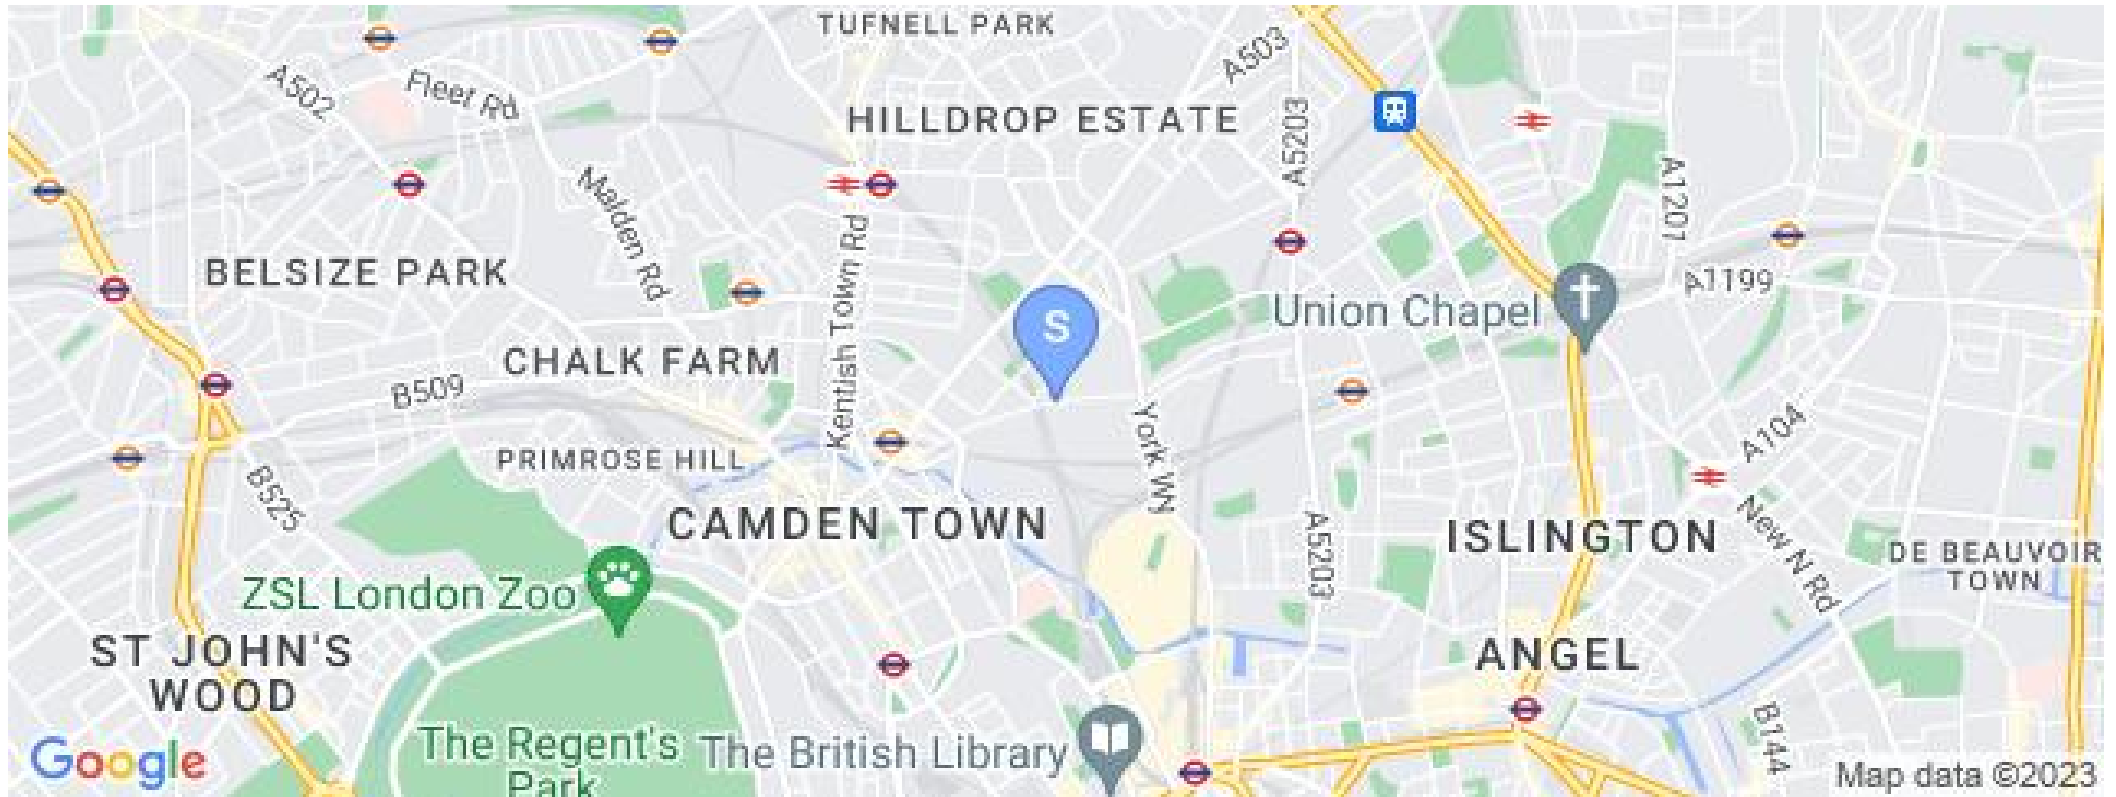 TUFNELL PARK
A503
A502
Fleet Rd
HILLDROP ESTATE
A5203
Malden Rd
A1207
BELSIZE PARK
Kentish Town Rd
S
Union Chapel
A1199
CHALK FARM
B509
York Wy
A104
PRIMROSE HILL
B525
CAMDEN TOWN
A5203
ISLINGTON
New N Rd
DE BEAUVOIR
TOWN
ZSL London Zoo
ST JOHN'S
WOOD
ANGEL
The Regent's
Park
The British Library
B144
Google
Map data ©2023